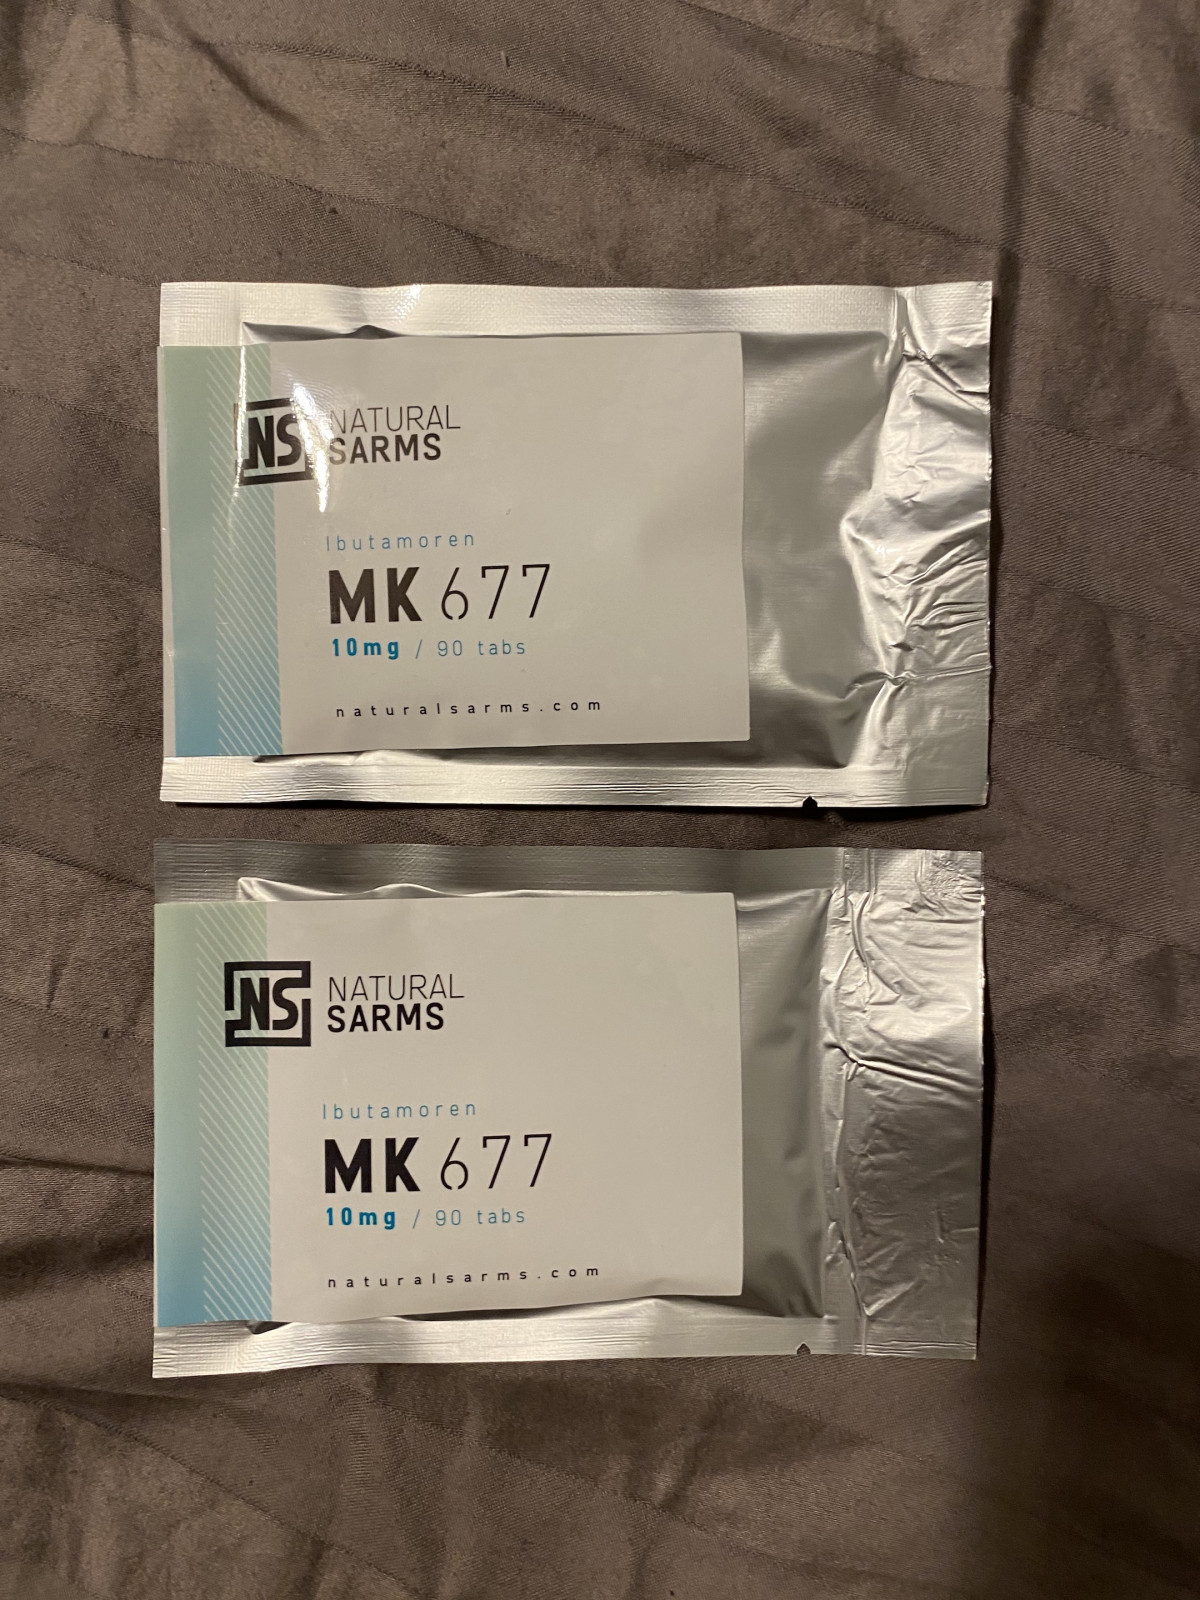 NS NATURAL
SARMS
Ibutamoren
MK 677
10mg / 90 tabs
naturalsarms.com
NS NATURAL
SARMS
Ibutamoren
MK 677
10mg / 90 tabs
naturalsarms.com